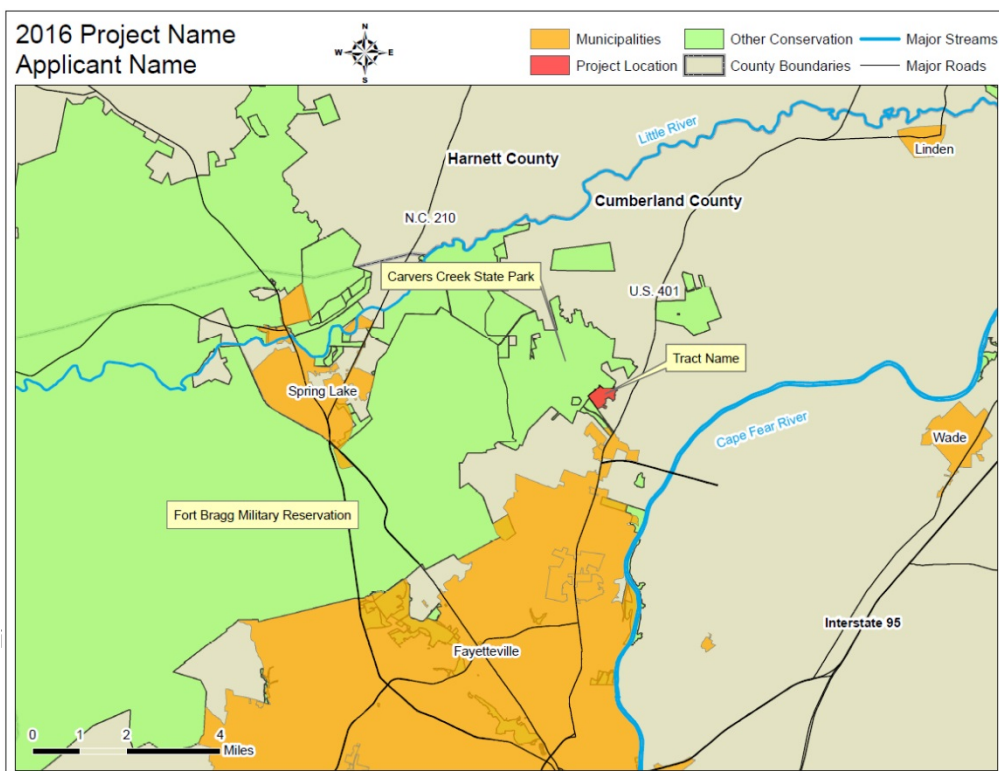 2016 Project Name
Applicant Name
N
W
E
S
Municipalities
Other Conservation
Major Streams
Project Location
County Boundaries
Major Roads
Little River
Linden
Harnett County
Cumberland County
N.C. 210
Carvers Creek State Park
U.S. 401
Tract Name
Spring Lake
Cape Fear River
Wade
Fort Bragg Military Reservation
Interstate 95
Fayetteville
0 1 2 4
Miles